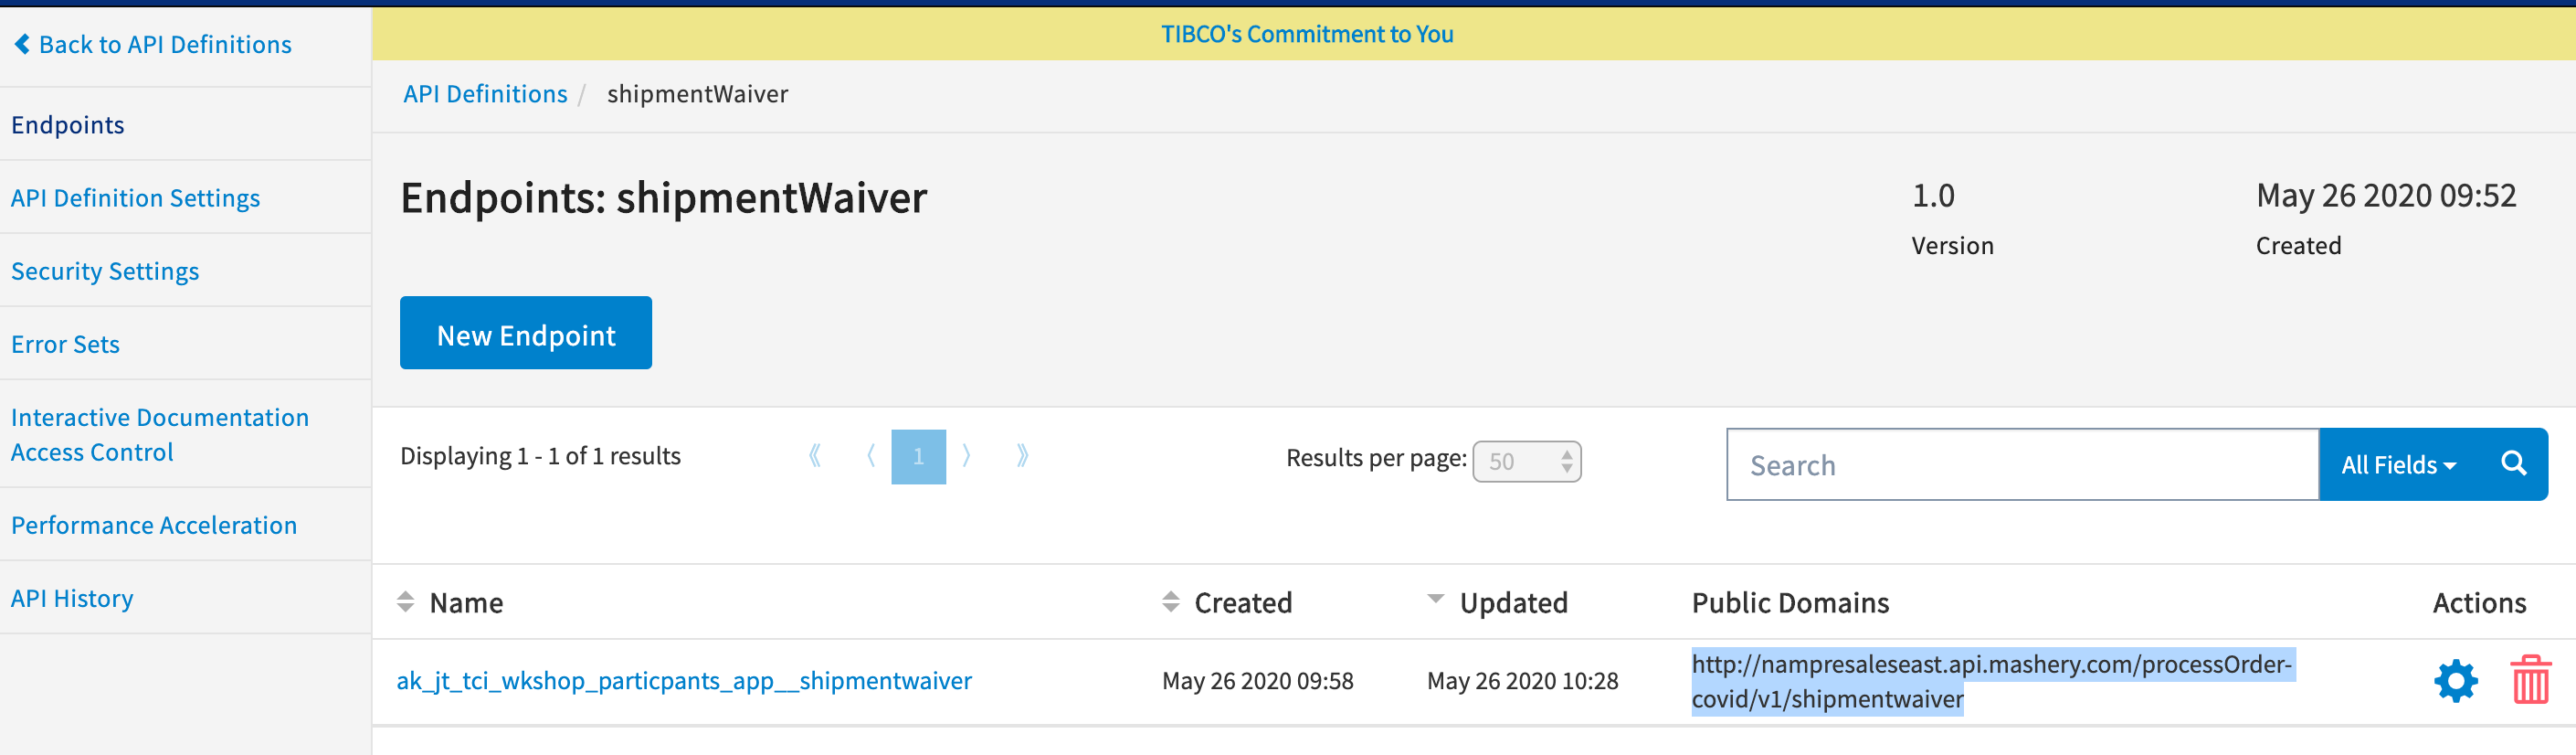 TIBCO's Commitment to You
Back to API Definitions
Endpoints
API Definition Settings
Security Settings
Error Sets
Interactive Documentation
Access Control
Performance Acceleration
API History
API Definitions / shipmentWaiver
Endpoints: shipmentWaiver
1.0
Version
May 26 2020 09:52
Created
New Endpoint
Displaying 1 - 1 of 1 results
1
Results per page: 50
Search
All Fields
Name Created Updated Public Domains Actions
ak_jt_tci_wkshop_particpants_app__shipmentwaiver May 26 2020 09:58 May 26 2020 10:28 http://nampresaleseast.api.mashery.com/processOrder-
covid/v1/shipmentwaiver